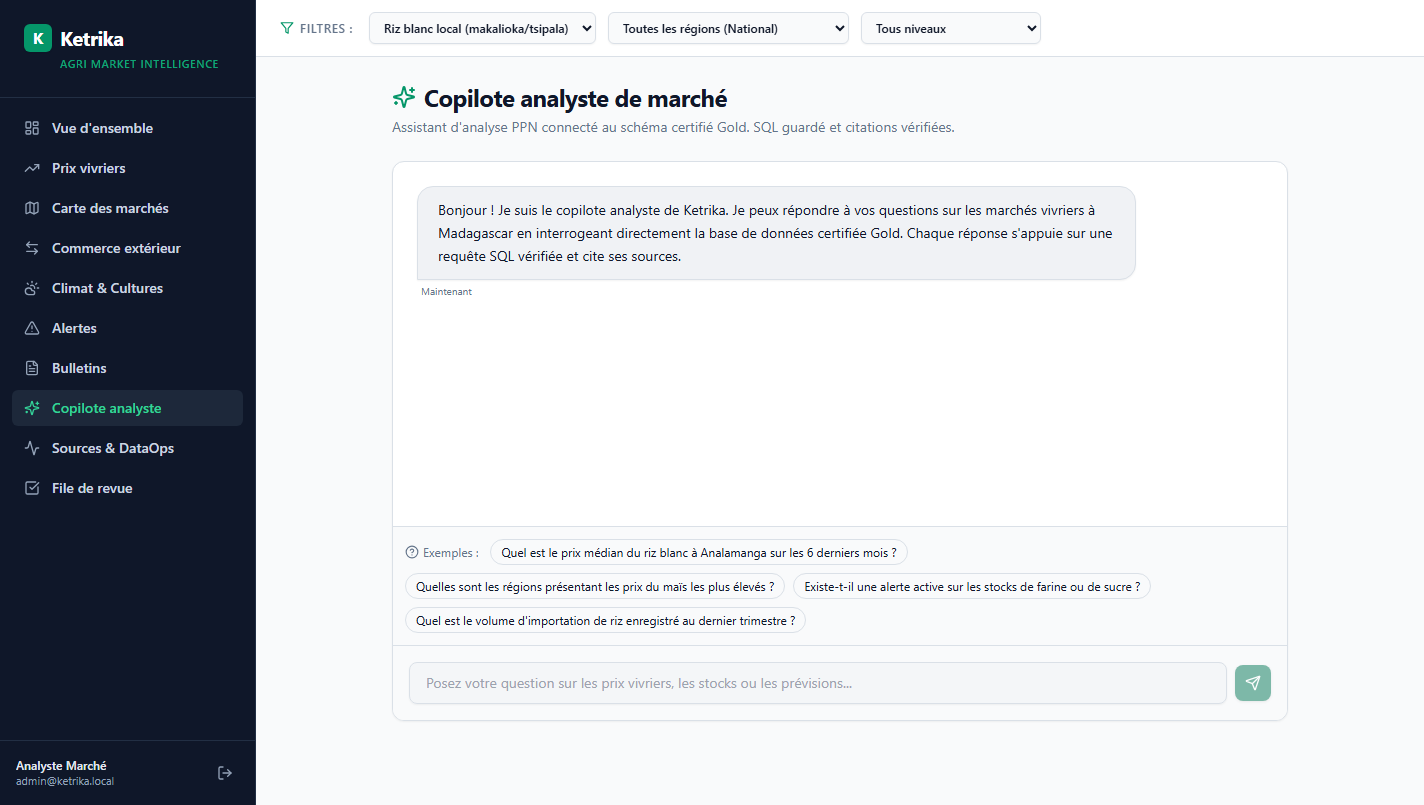 K Ketrika
AGRI MARKET INTELLIGENCE
Vue d'ensemble
Prix vivriers
Carte des marchés
Commerce extérieur
Climat & Cultures
Alertes
Bulletins
Copilote analyste
Sources & DataOps
File de revue
Analyste Marché
admin@ketrika.local
FILTRES : Riz blanc local (makalioka/tsipala) Toutes les régions (National) Tous niveaux
Copilote analyste de marché
Assistant d'analyse PPN connecté au schéma certifié Gold. SQL guardé et citations vérifiées.
Bonjour ! Je suis le copilote analyste de Ketrika. Je peux répondre à vos questions sur les marchés vivriers à
Madagascar en interrogeant directement la base de données certifiée Gold. Chaque réponse s'appuie sur une
requête SQL vérifiée et cite ses sources.
Maintenant
Exemples : Quel est le prix médian du riz blanc à Analamanga sur les 6 derniers mois ?
Quelles sont les régions présentant les prix du maïs les plus élevés ? Existe-t-il une alerte active sur les stocks de farine ou de sucre ?
Quel est le volume d'importation de riz enregistré au dernier trimestre ?
Posez votre question sur les prix vivriers, les stocks ou les prévisions...